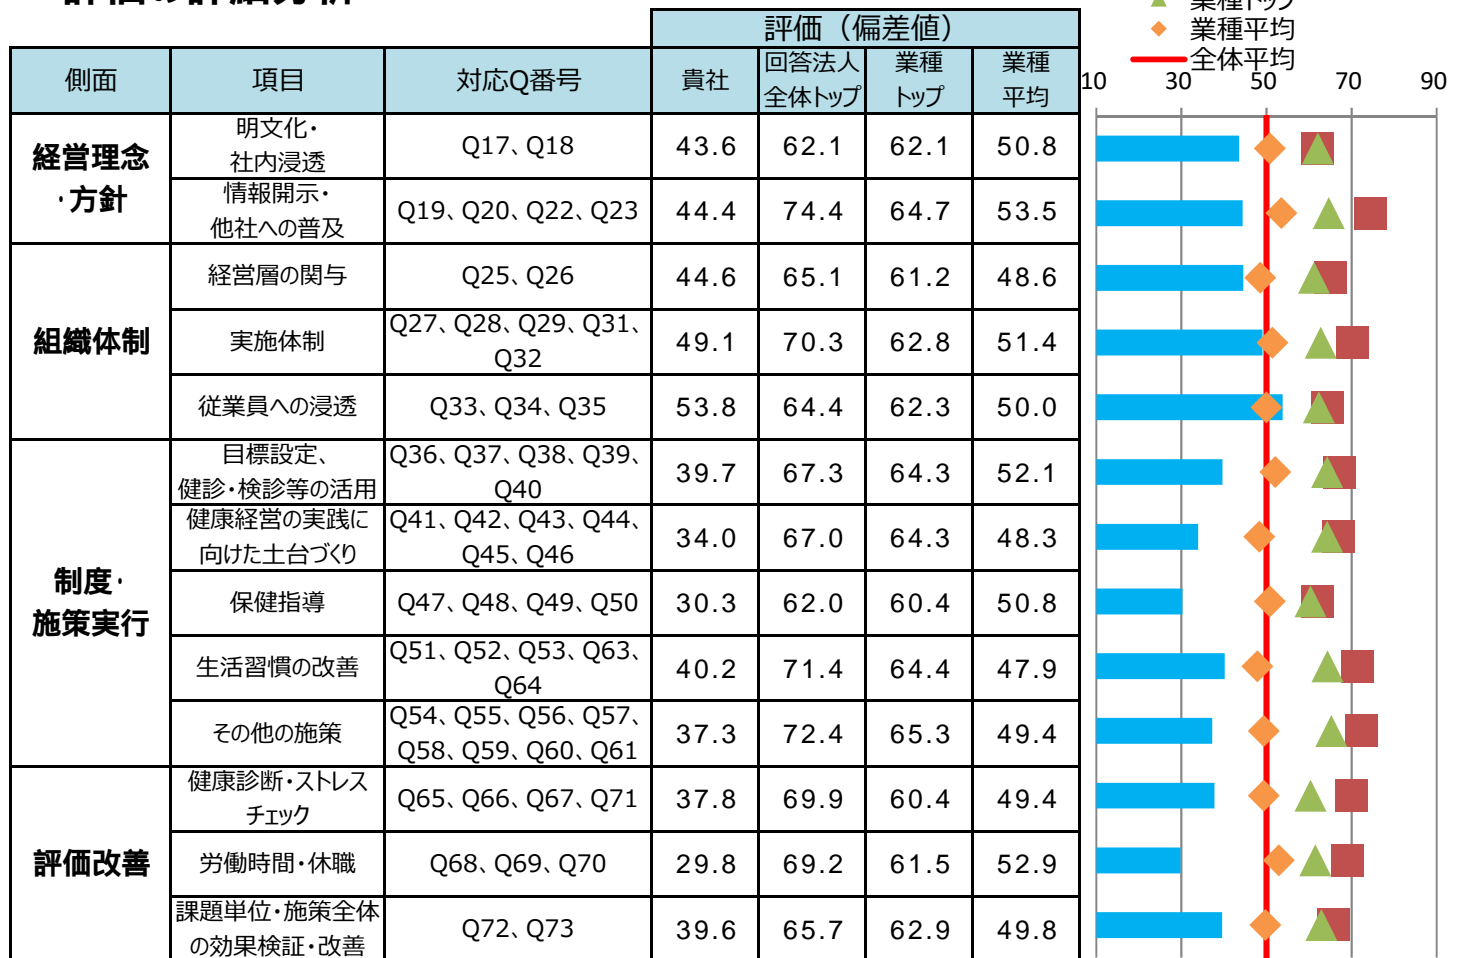 評価の詳細分析
業種トップ
業種平均
全体平均
評価（偏差値）
側面 項目 対応Q番号 貴社 回答法人全体トップ 業種トップ 業種平均
10 30 50 70 90
経営理念・方針
明文化・社内浸透 Q17、Q18 43.6 62.1 62.1 50.8
情報開示・他社への普及 Q19、Q20、Q22、Q23 44.4 74.4 64.7 53.5
組織体制
経営層の関与 Q25、Q26 44.6 65.1 61.2 48.6
実施体制 Q27、Q28、Q29、Q31、Q32 49.1 70.3 62.8 51.4
従業員への浸透 Q33、Q34、Q35 53.8 64.4 62.3 50.0
制度・施策実行
目標設定、健診・検診等の活用 Q36、Q37、Q38、Q39、Q40 39.7 67.3 64.3 52.1
健康経営の実践に向けた土台づくり Q41、Q42、Q43、Q44、Q45、Q46 34.0 67.0 64.3 48.3
保健指導 Q47、Q48、Q49、Q50 30.3 62.0 60.4 50.8
生活習慣の改善 Q51、Q52、Q53、Q63、Q64 40.2 71.4 64.4 47.9
その他の施策 Q54、Q55、Q56、Q57、Q58、Q59、Q60、Q61 37.3 72.4 65.3 49.4
評価改善
健康診断・ストレスチェック Q65、Q66、Q67、Q71 37.8 69.9 60.4 49.4
労働時間・休職 Q68、Q69、Q70 29.8 69.2 61.5 52.9
課題単位・施策全体の効果検証・改善 Q72、Q73 39.6 65.7 62.9 49.8